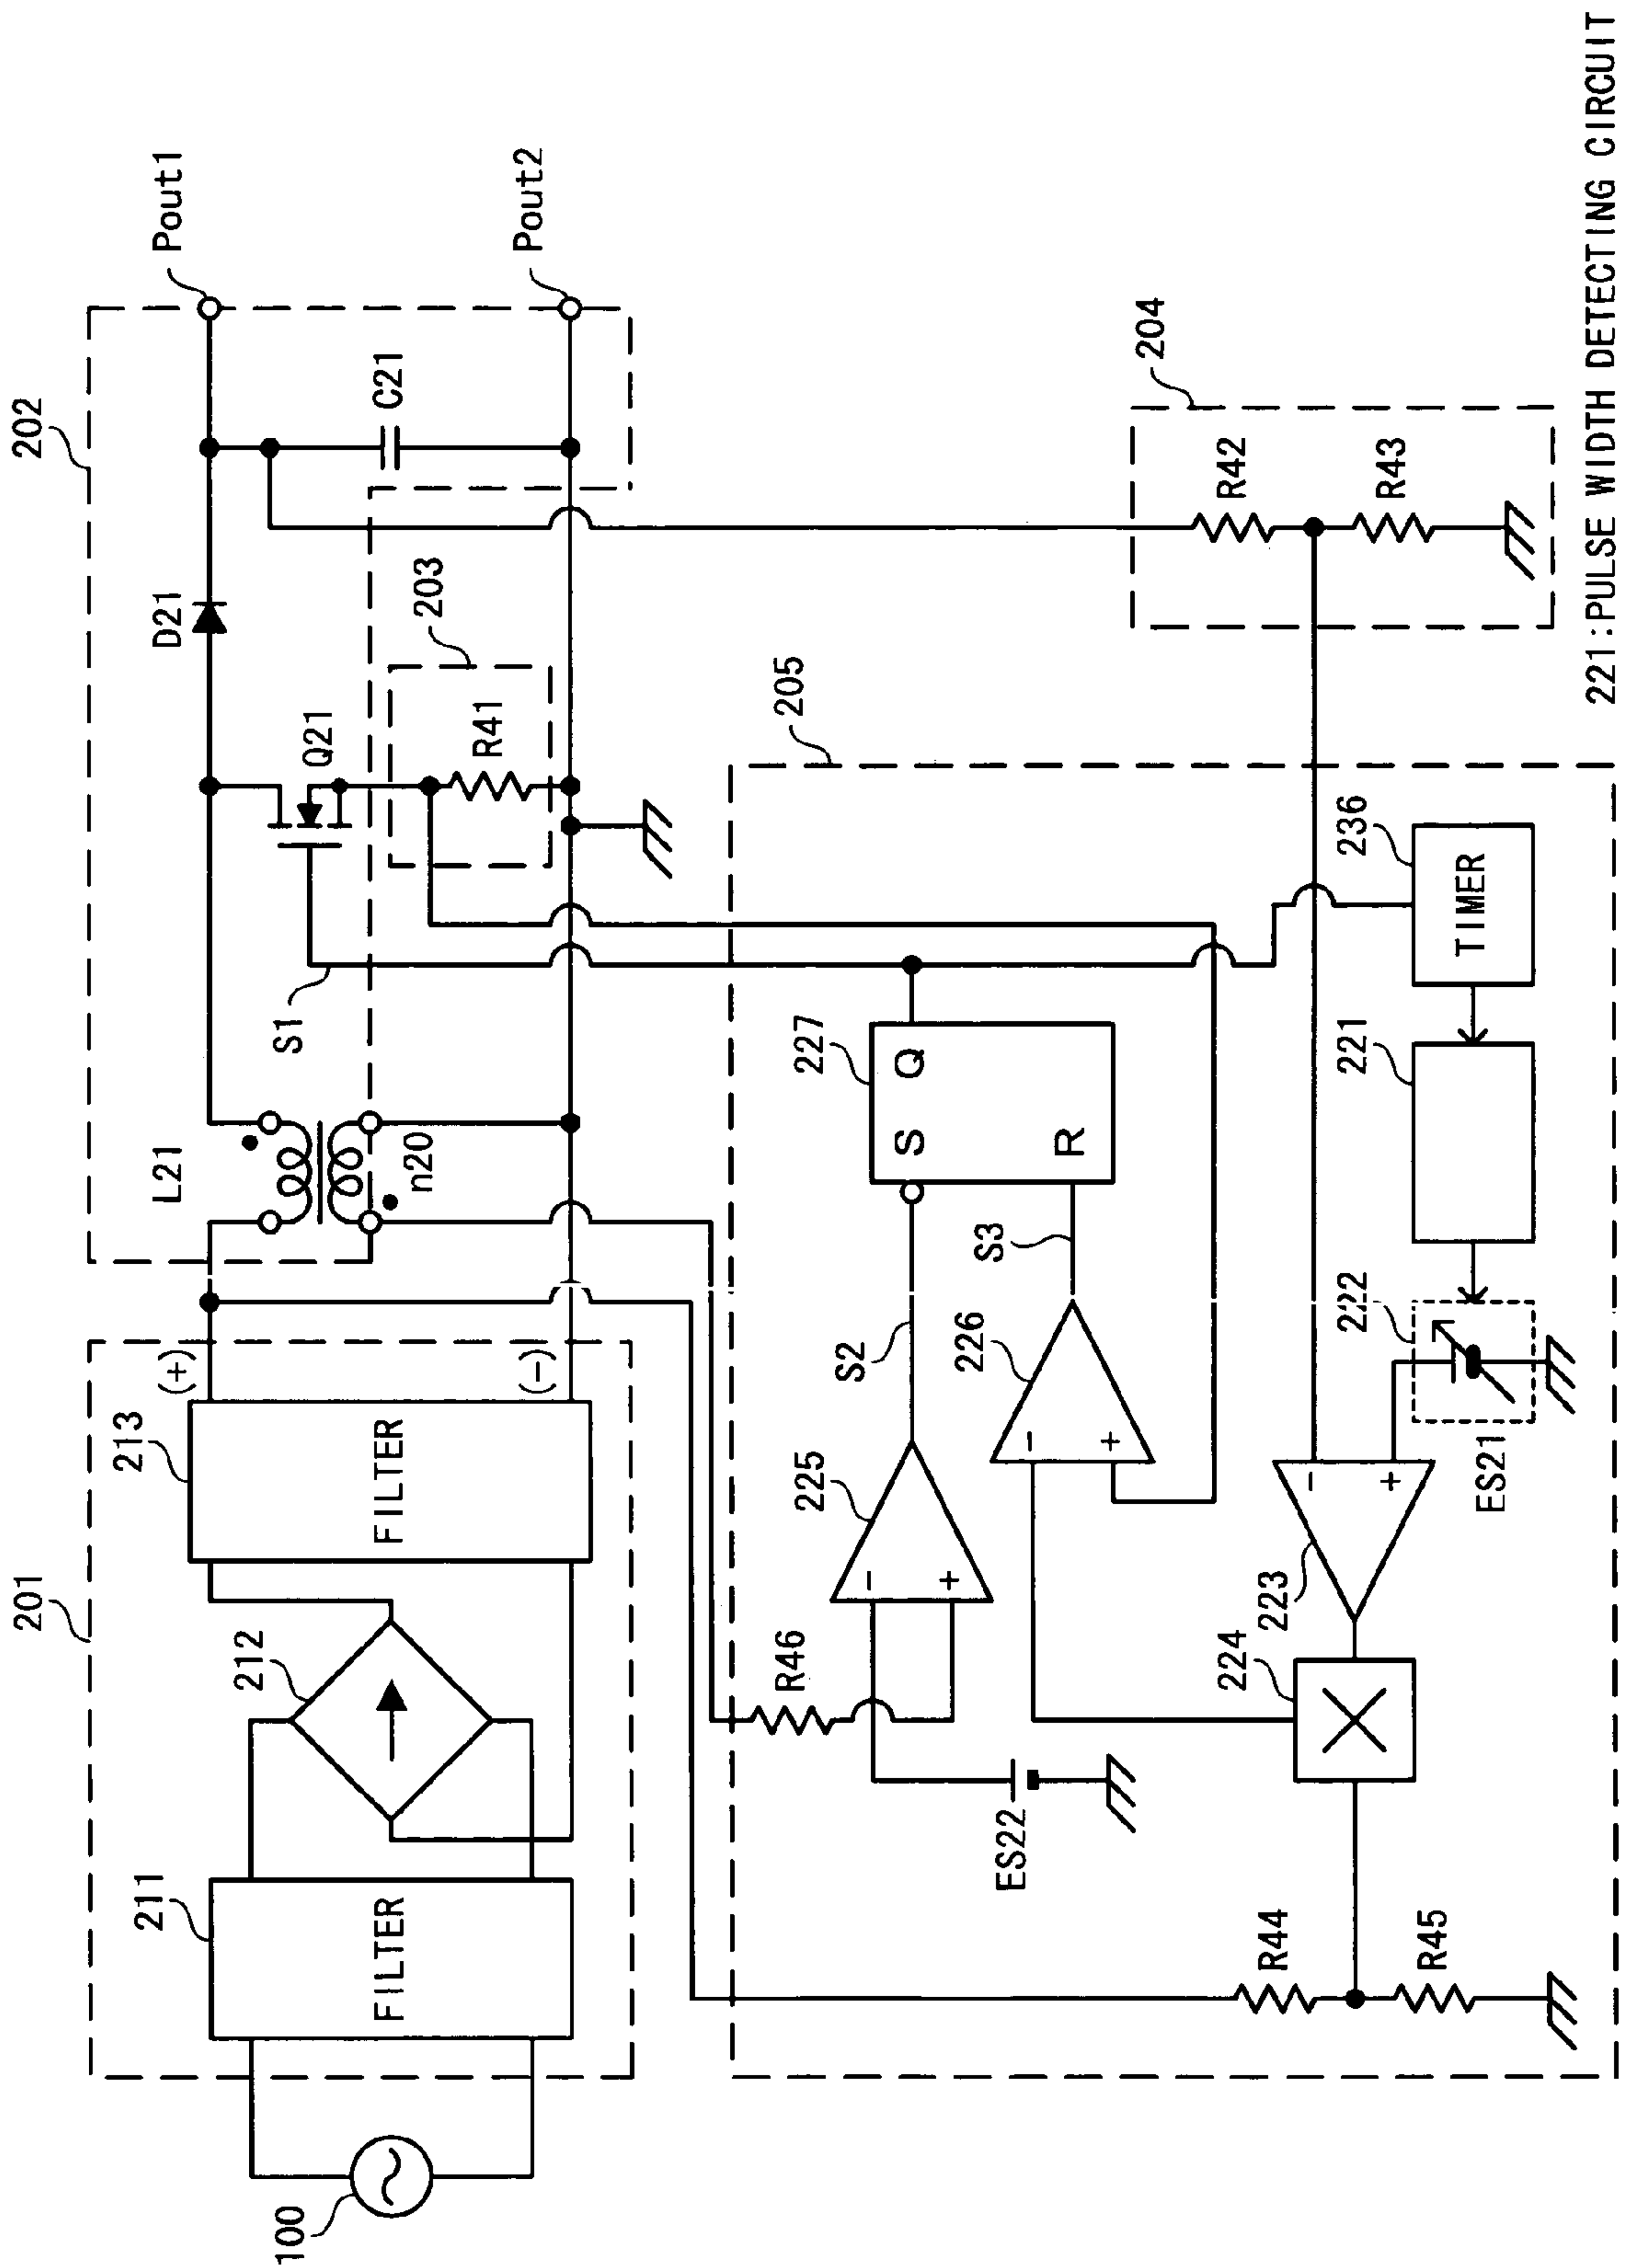 202
Pout1
L21
D21
Q21
C21
203
R41
Pout2
n20
S1
201
213
(+)
(-)
FILTER
212
211
FILTER
100
205
204
R42
R43
227
S
Q
R
S2
S3
225
-
+
226
-
+
R46
ES22
236
TIMER
221
222
ES21
223
-
+
224
R44
R45
221:PULSE WIDTH DETECTING CIRCUIT